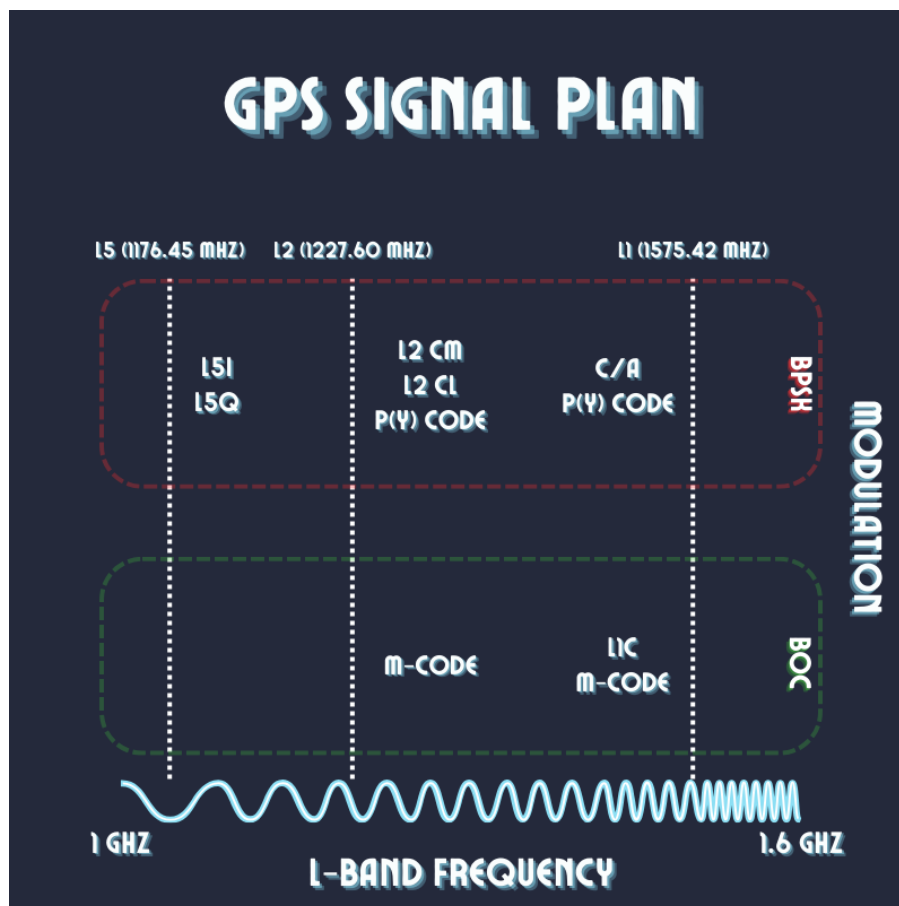 GPS SIGNAL PLAN
L5 (1176.45 MHZ) L2 (1227.60 MHZ) L1 (1575.42 MHZ)
L5I
L5Q
L2 CM
L2 CL
P(Y) CODE
C/A
P(Y) CODE
BPSK
MODULATION
M-CODE
L1C
M-CODE
BOC
1 GHZ
1.6 GHZ
L-BAND FREQUENCY